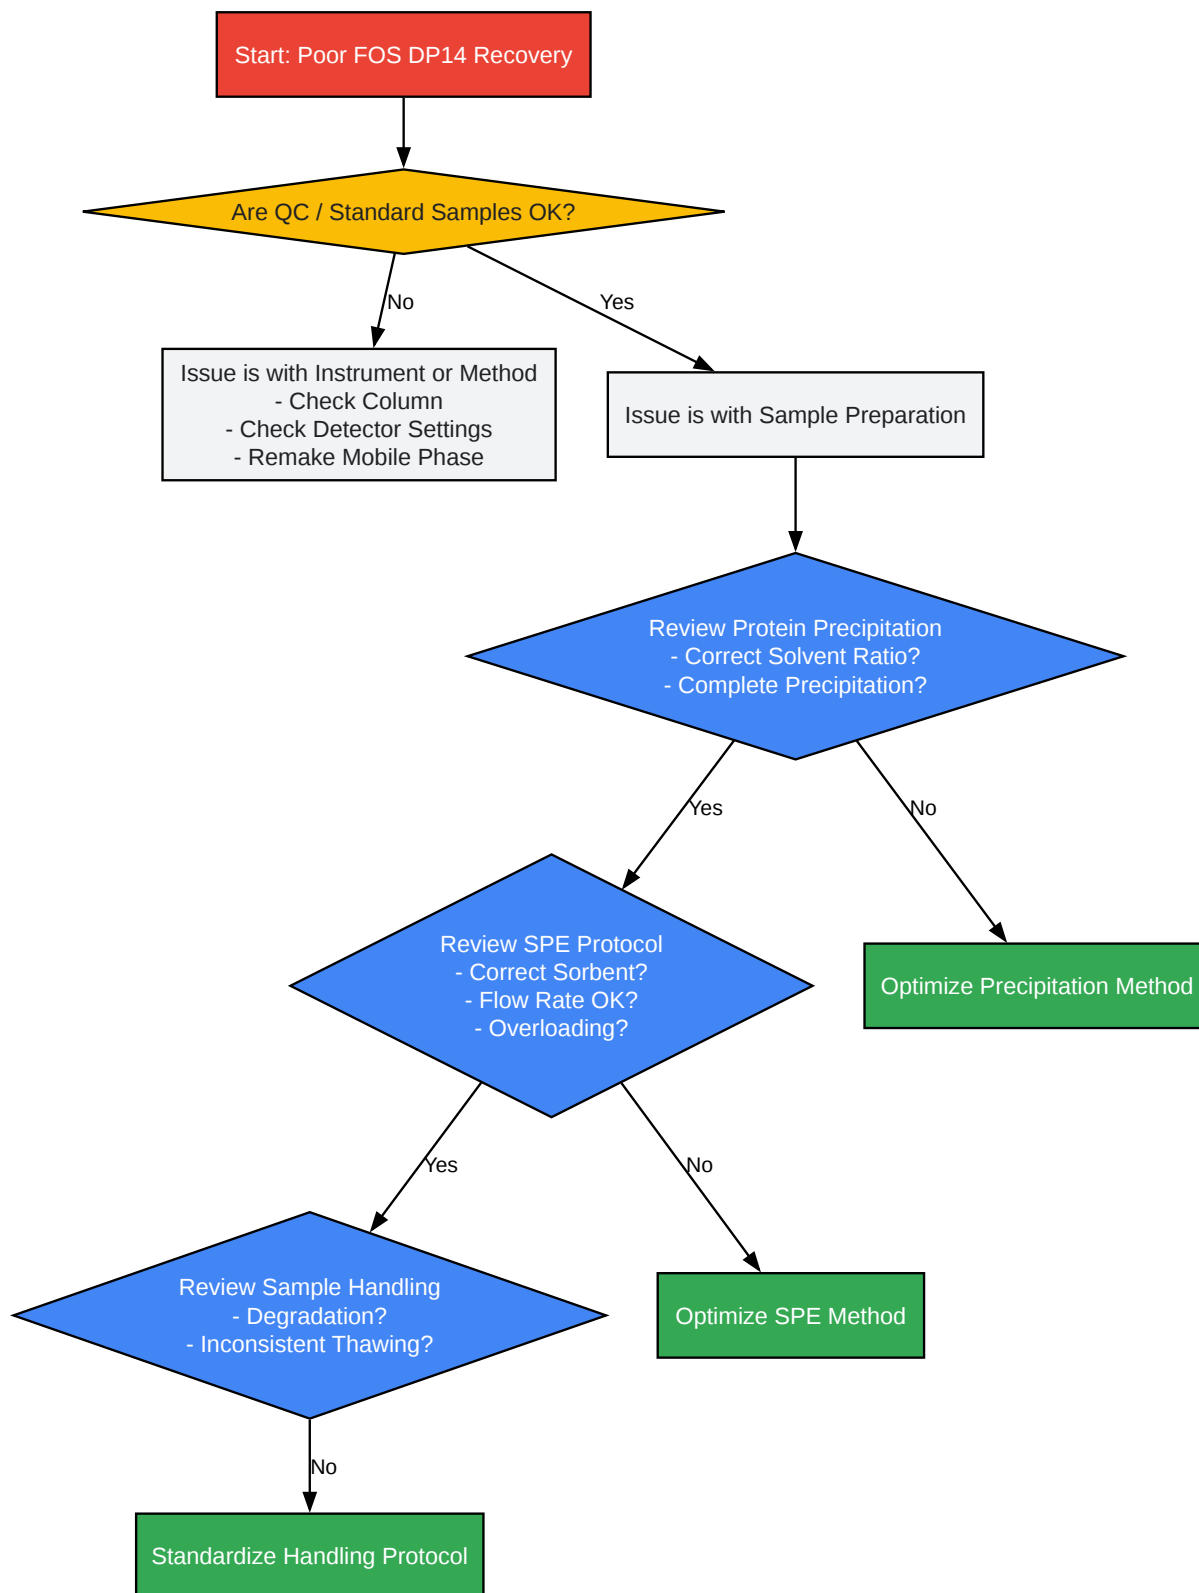 Start: Poor FOS DP14 Recovery
Are QC / Standard Samples OK?
No
Yes
Issue is with Instrument or Method
- Check Column
- Check Detector Settings
- Remake Mobile Phase
Issue is with Sample Preparation
Review Protein Precipitation
- Correct Solvent Ratio?
- Complete Precipitation?
Yes
No
Review SPE Protocol
- Correct Sorbent?
- Flow Rate OK?
- Overloading?
Optimize Precipitation Method
Yes
No
Review Sample Handling
- Degradation?
- Inconsistent Thawing?
Optimize SPE Method
No
Standardize Handling Protocol